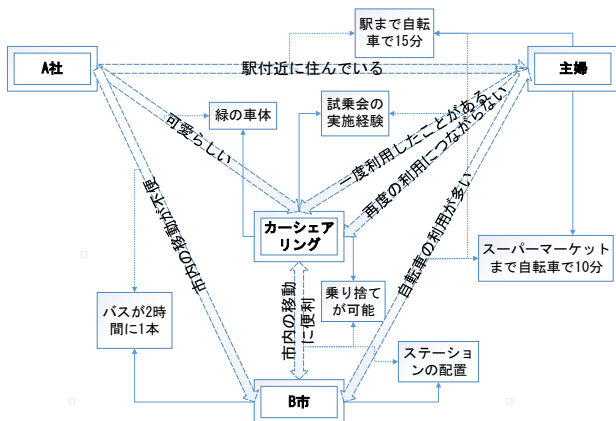 駅まで自転
車で15分
A社
主婦
駅付近に住んでいる
緑の車体
試乗会の
実施経験
可愛らしい
一度利用したことがある
再度の利用につながらない
市内の移動が不便
カーシェア
リング
自転車の利用が多い
スーパーマーケット
まで自転車で10分
バスが2時
間に1本
市内の移動
に便利
乗り捨て
が可能
ステーショ
ンの配置
B市